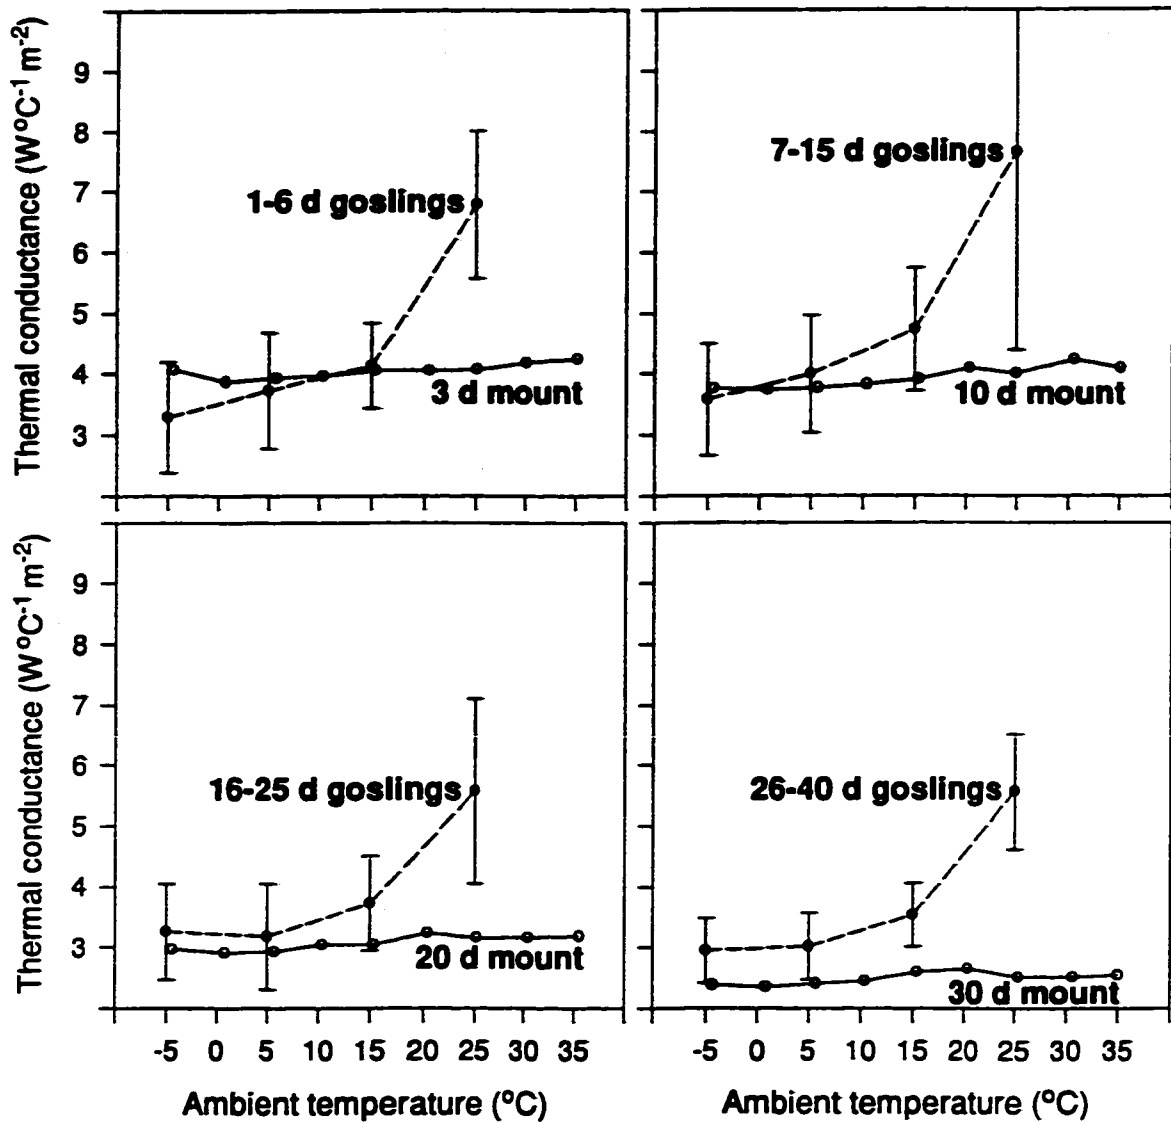 Thermal conductance (W°C⁻¹ m⁻²)
9
8
7
6
5
4
3
1-6 d goslings
3 d mount
7-15 d goslings
10 d mount
Thermal conductance (W°C⁻¹ m⁻²)
9
8
7
6
5
4
3
16-25 d goslings
20 d mount
-5 0 5 10 15 20 25 30 35
Ambient temperature (°C)
26-40 d goslings
30 d mount
-5 0 5 10 15 20 25 30 35
Ambient temperature (°C)